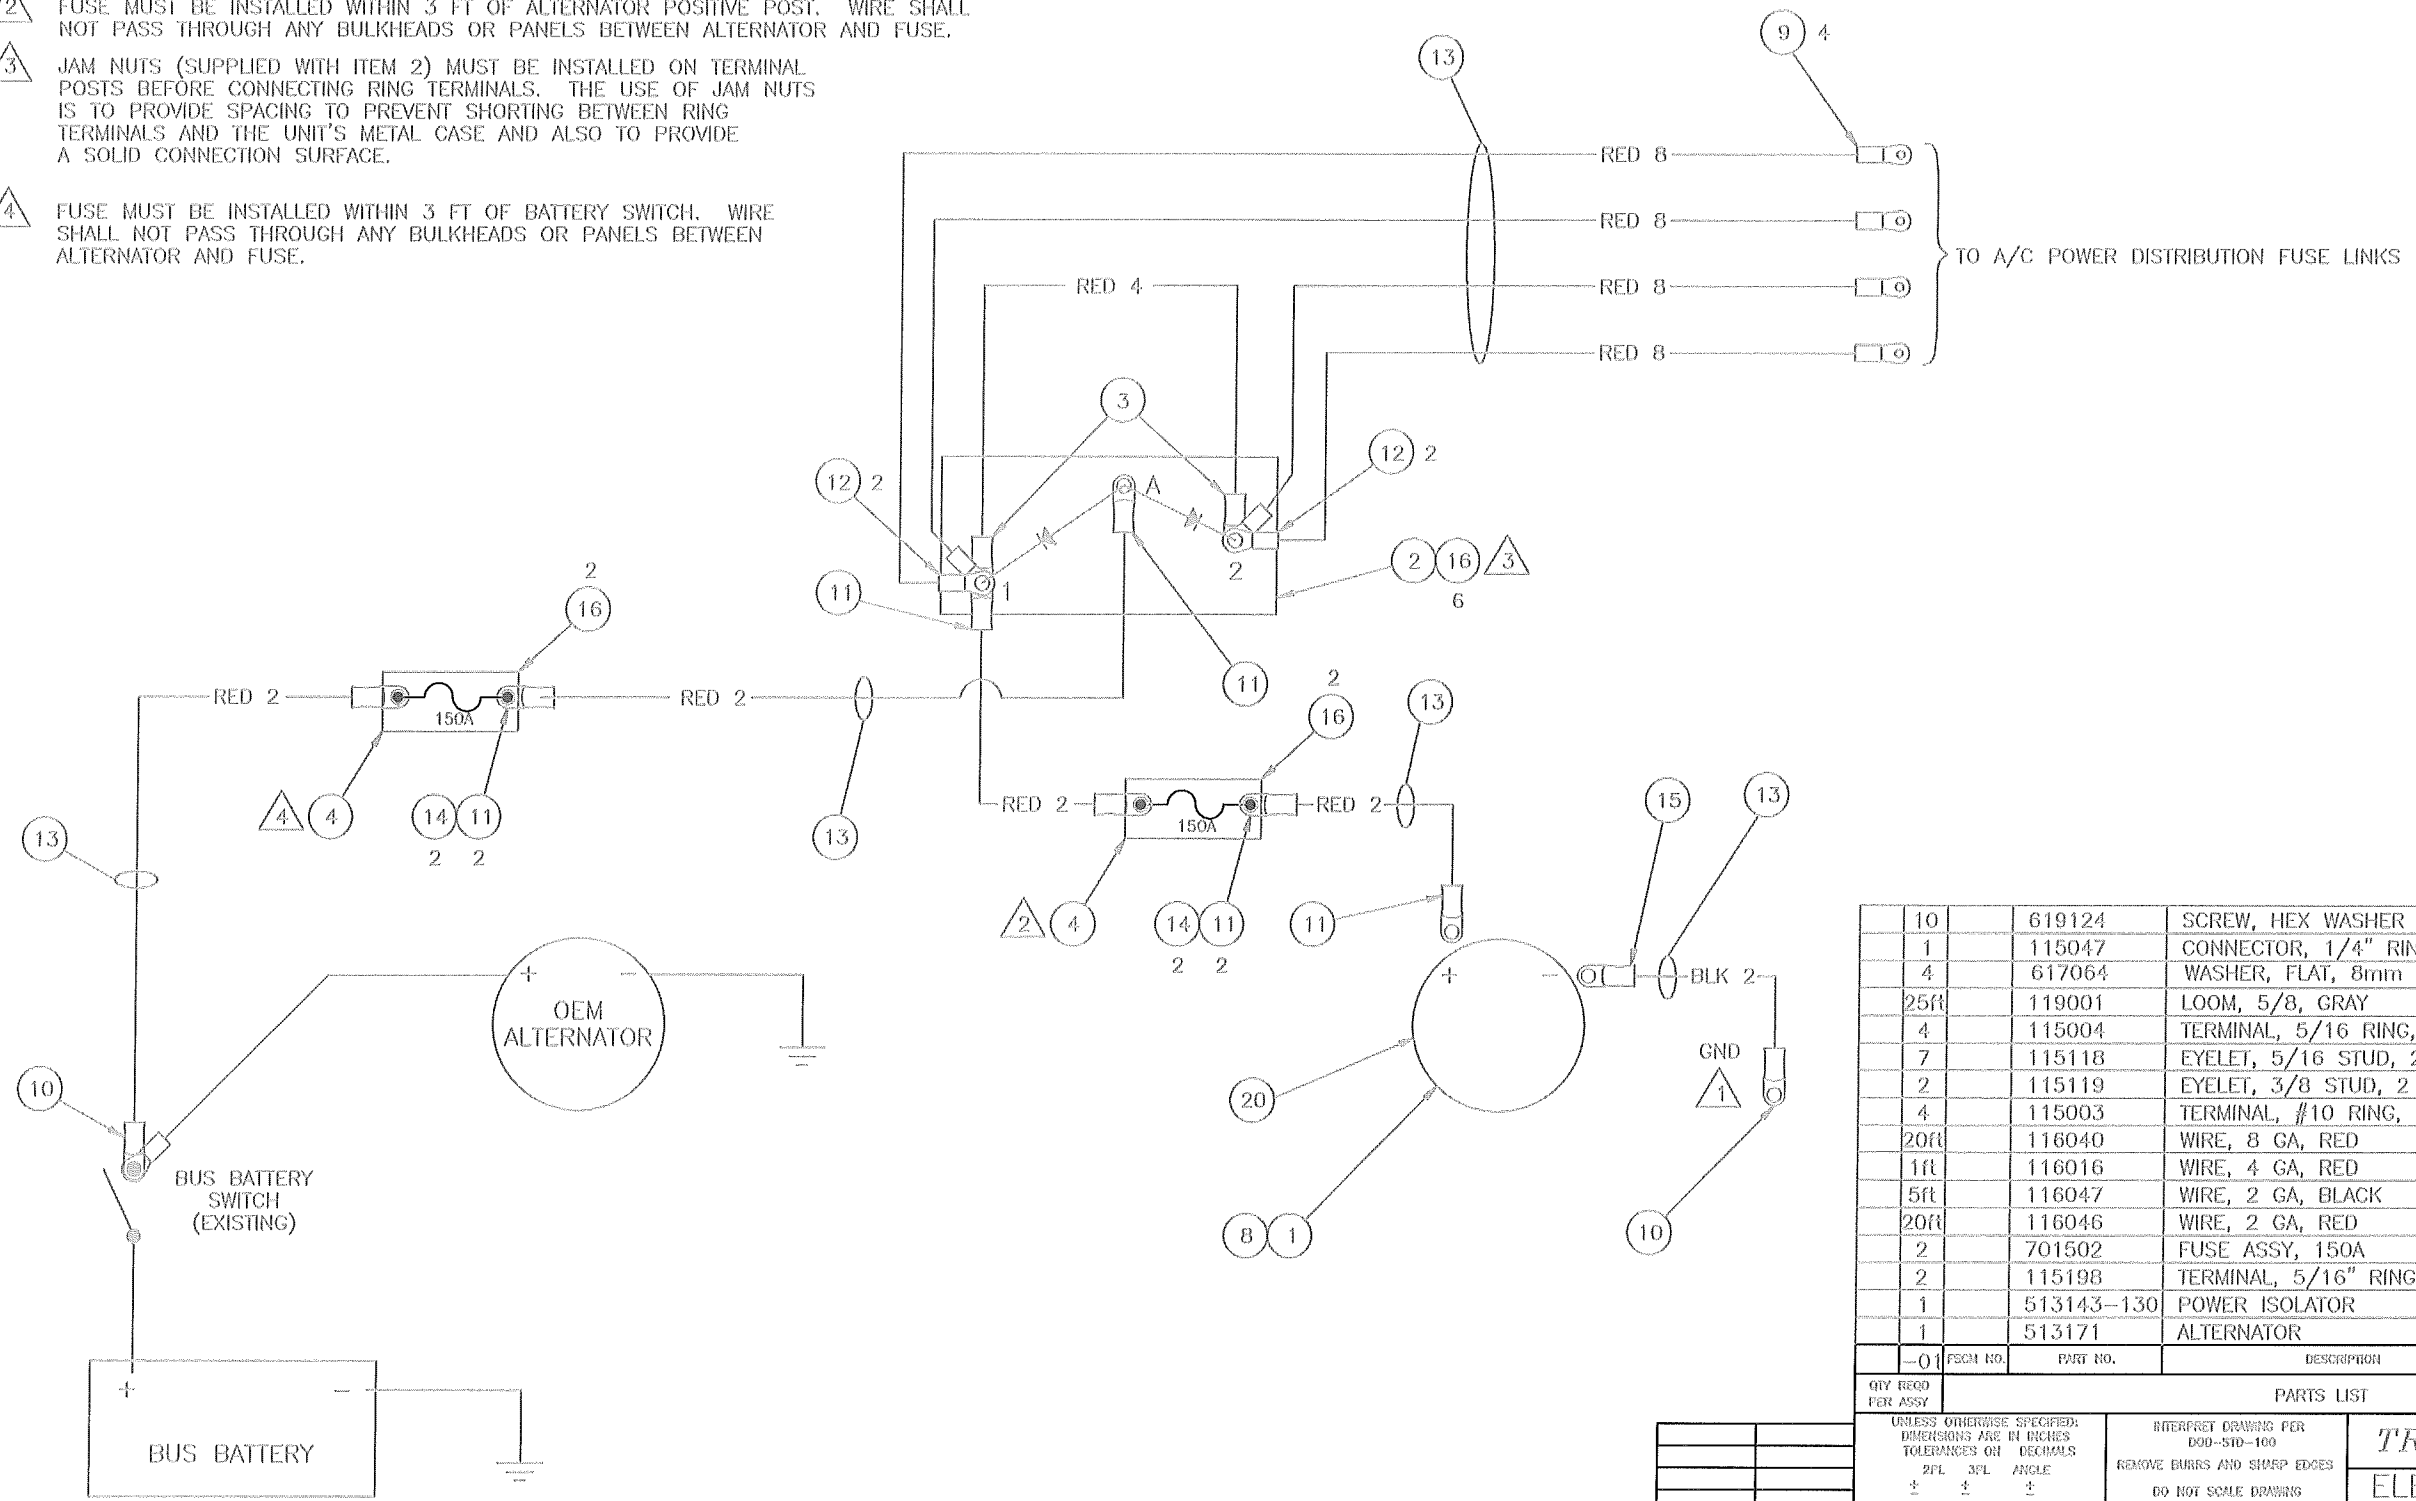 2 FUSE MUST BE INSTALLED WITHIN 3 FT OF ALTERNATOR POSITIVE POST. WIRE SHALL
NOT PASS THROUGH ANY BULKHEADS OR PANELS BETWEEN ALTERNATOR AND FUSE.
3 JAM NUTS (SUPPLIED WITH ITEM 2) MUST BE INSTALLED ON TERMINAL
POSTS BEFORE CONNECTING RING TERMINALS. THE USE OF JAM NUTS
IS TO PROVIDE SPACING TO PREVENT SHORTING BETWEEN RING
TERMINALS AND THE UNIT'S METAL CASE AND ALSO TO PROVIDE
A SOLID CONNECTION SURFACE.
4 FUSE MUST BE INSTALLED WITHIN 3 FT OF BATTERY SWITCH. WIRE
SHALL NOT PASS THROUGH ANY BULKHEADS OR PANELS BETWEEN
ALTERNATOR AND FUSE.
9 4
13
RED 8
RED 8
RED 8
RED 8
TO A/C POWER DISTRIBUTION FUSE LINKS
RED 4
3
12 2
12 2
A
1
2
2 16 3
6
11
11
2
16
RED 2
150A
RED 2
4 4
14 11
2 2
13
13
2
16
13
RED 2
150A
RED 2
2 4
14 11
2 2
11
15
13
+
-
BLK 2
GND
1
10
20
8 1
+
-
OEM
ALTERNATOR
10
BUS BATTERY
SWITCH
(EXISTING)
+
-
BUS BATTERY
10 619124 SCREW, HEX WASHER
1 115047 CONNECTOR, 1/4" RIN
4 617064 WASHER, FLAT, 8mm
25ft 119001 LOOM, 5/8, GRAY
4 115004 TERMINAL, 5/16 RING,
7 115118 EYELET, 5/16 STUD, 2
2 115119 EYELET, 3/8 STUD, 2
4 115003 TERMINAL, #10 RING,
20ft 116040 WIRE, 8 GA, RED
1ft 116016 WIRE, 4 GA, RED
5ft 116047 WIRE, 2 GA, BLACK
20ft 116046 WIRE, 2 GA, RED
2 701502 FUSE ASSY, 150A
2 115198 TERMINAL, 5/16" RING
1 513143-130 POWER ISOLATOR
1 513171 ALTERNATOR
-01 FSCM NO. PART NO. DESCRIPTION
QTY REQD
PER ASSY
PARTS LIST
UNLESS OTHERWISE SPECIFIED:
DIMENSIONS ARE IN INCHES
TOLERANCES ON DECIMALS
2PL 3PL ANGLE
± ± ±
INTERPRET DRAWING PER
DOD-STD-100
REMOVE BURRS AND SHARP EDGES
DO NOT SCALE DRAWING
TR
ELE